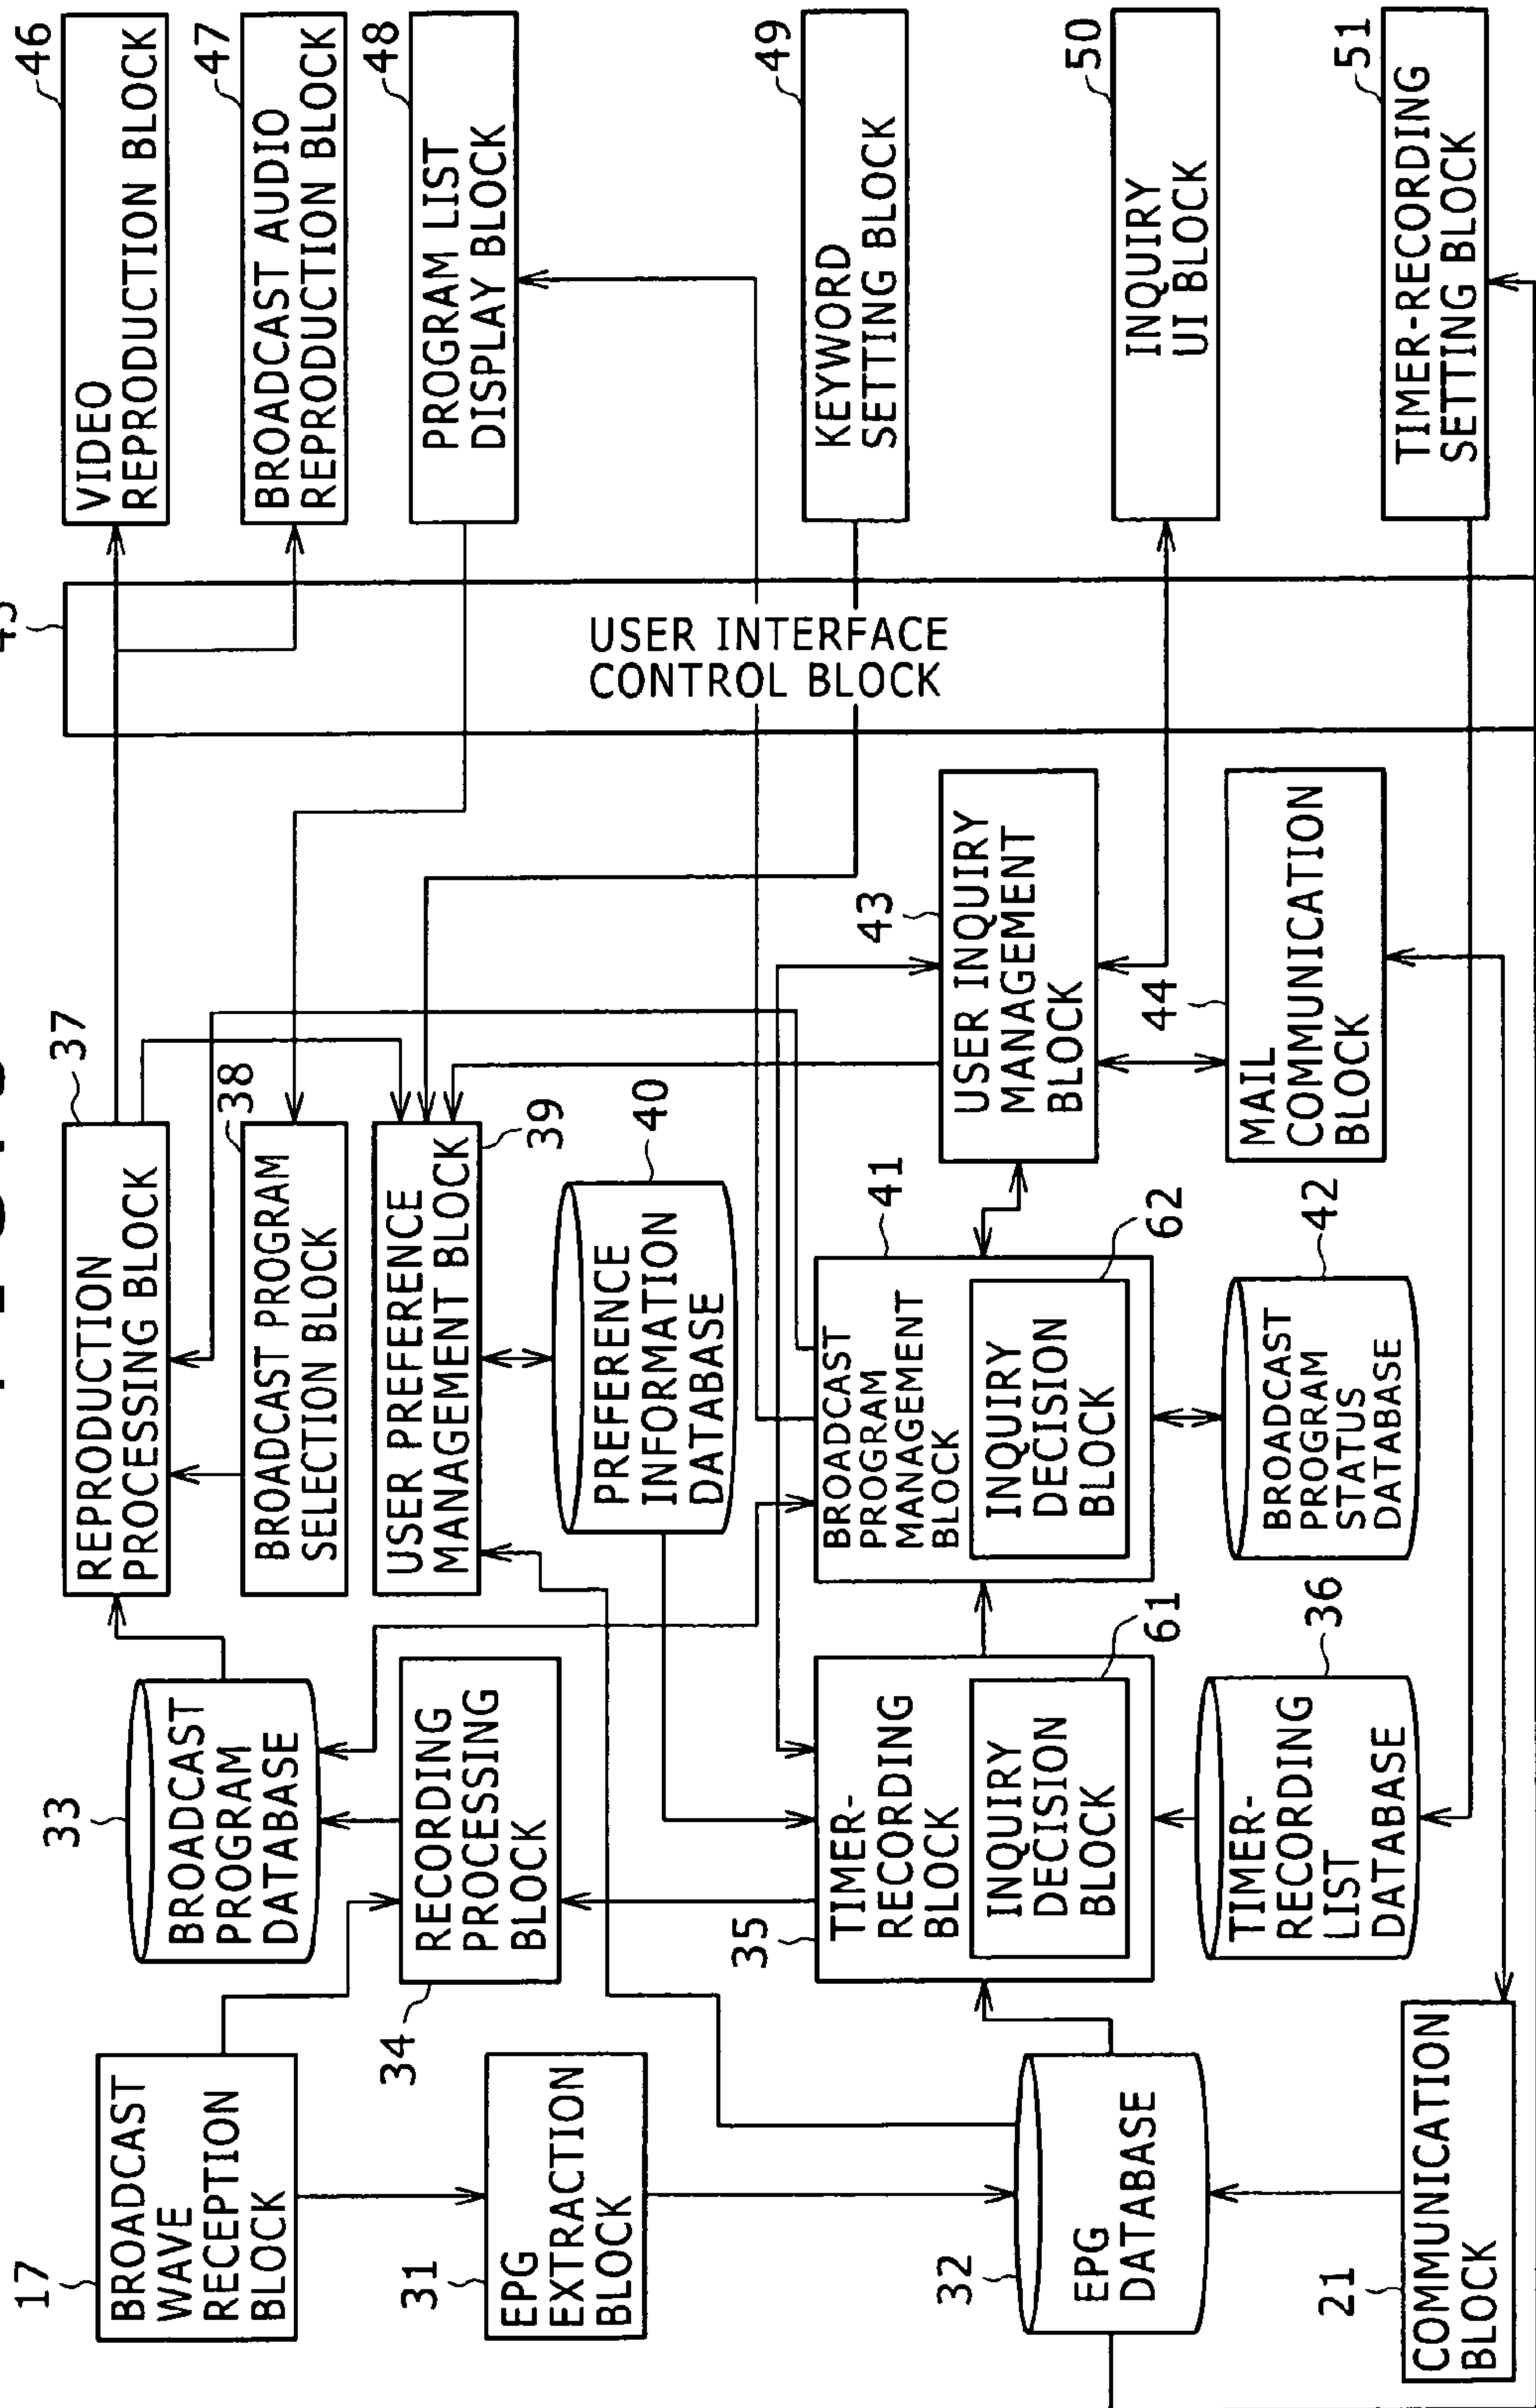 17
BROADCAST
WAVE
RECEPTION
BLOCK
31
EPG
EXTRACTION
BLOCK
32
EPG
DATABASE
21
COMMUNICATION
BLOCK
33
BROADCAST
PROGRAM
DATABASE
34
RECORDING
PROCESSING
BLOCK
35
TIMER-
RECORDING
BLOCK
INQUIRY
DECISION
BLOCK
61
36
TIMER-
RECORDING
LIST
DATABASE
37
REPRODUCTION
PROCESSING BLOCK
38
BROADCAST PROGRAM
SELECTION BLOCK
USER PREFERENCE
MANAGEMENT BLOCK
39
40
PREFERENCE
INFORMATION
DATABASE
41
BROADCAST
PROGRAM
MANAGEMENT
BLOCK
INQUIRY
DECISION
BLOCK
62
42
BROADCAST
PROGRAM
STATUS
DATABASE
43
USER INQUIRY
MANAGEMENT
BLOCK
44
MAIL
COMMUNICATION
BLOCK
USER INTERFACE
CONTROL BLOCK
46
VIDEO
REPRODUCTION BLOCK
47
BROADCAST AUDIO
REPRODUCTION BLOCK
48
PROGRAM LIST
DISPLAY BLOCK
49
KEYWORD
SETTING BLOCK
50
INQUIRY
UI BLOCK
51
TIMER-RECORDING
SETTING BLOCK